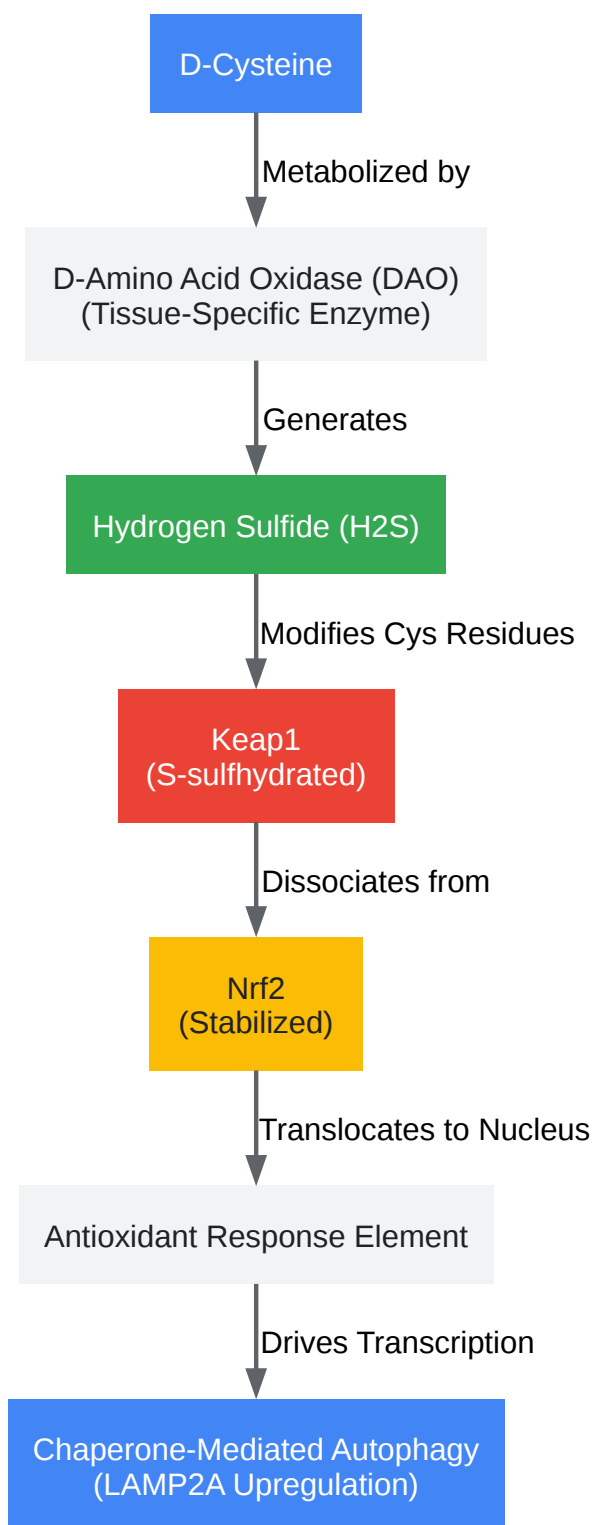 D-Cysteine
Metabolized by
D-Amino Acid Oxidase (DAO)
(Tissue-Specific Enzyme)
Generates
Hydrogen Sulfide (H2S)
Modifies Cys Residues
Keap1
(S-sulfhydrated)
Dissociates from
Nrf2
(Stabilized)
Translocates to Nucleus
Antioxidant Response Element
Drives Transcription
Chaperone-Mediated Autophagy
(LAMP2A Upregulation)